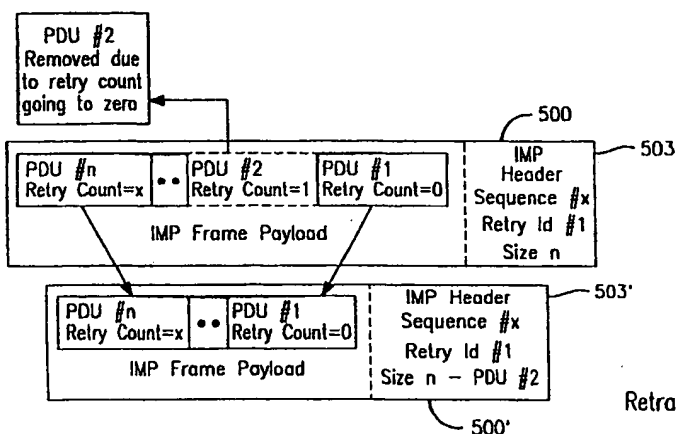 PDU #2
Removed due
to retry count
going to zero
500
503
PDU #n
Retry Count=x
PDU #2
Retry Count=1
PDU #1
Retry Count=0
IMP Frame Payload
IMP
Header
Sequence #x
Retry Id #1
Size n
503'
PDU #n
Retry Count=x
PDU #1
Retry Count=0
IMP Frame Payload
IMP Header
Sequence #x
Retry Id #1
Size n - PDU #2
500'
Retra